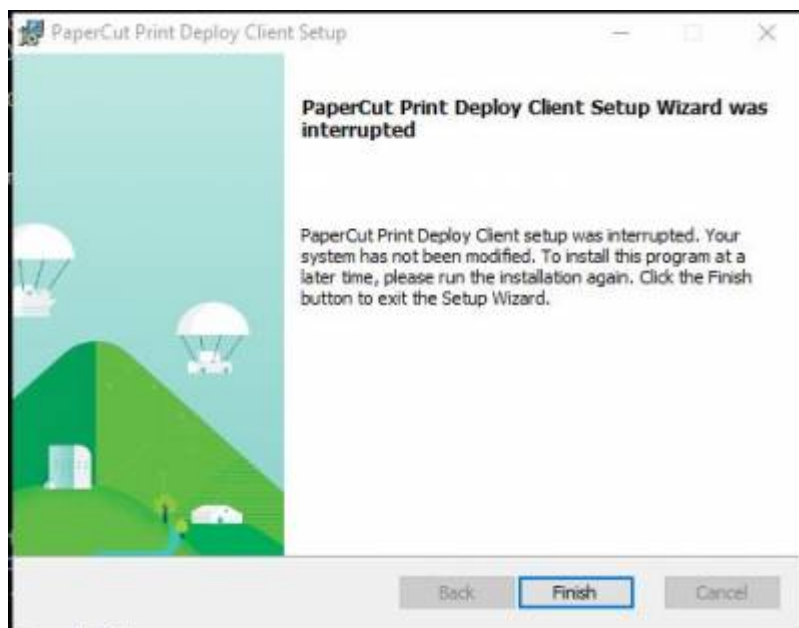 PaperCut Print Deploy Client Setup
PaperCut Print Deploy Client Setup Wizard was
interrupted
PaperCut Print Deploy Client setup was interrupted. Your
system has not been modified. To install this program at a
later time, please run the installation again. Click the Finish
button to exit the Setup Wizard.
Back Finish Cancel